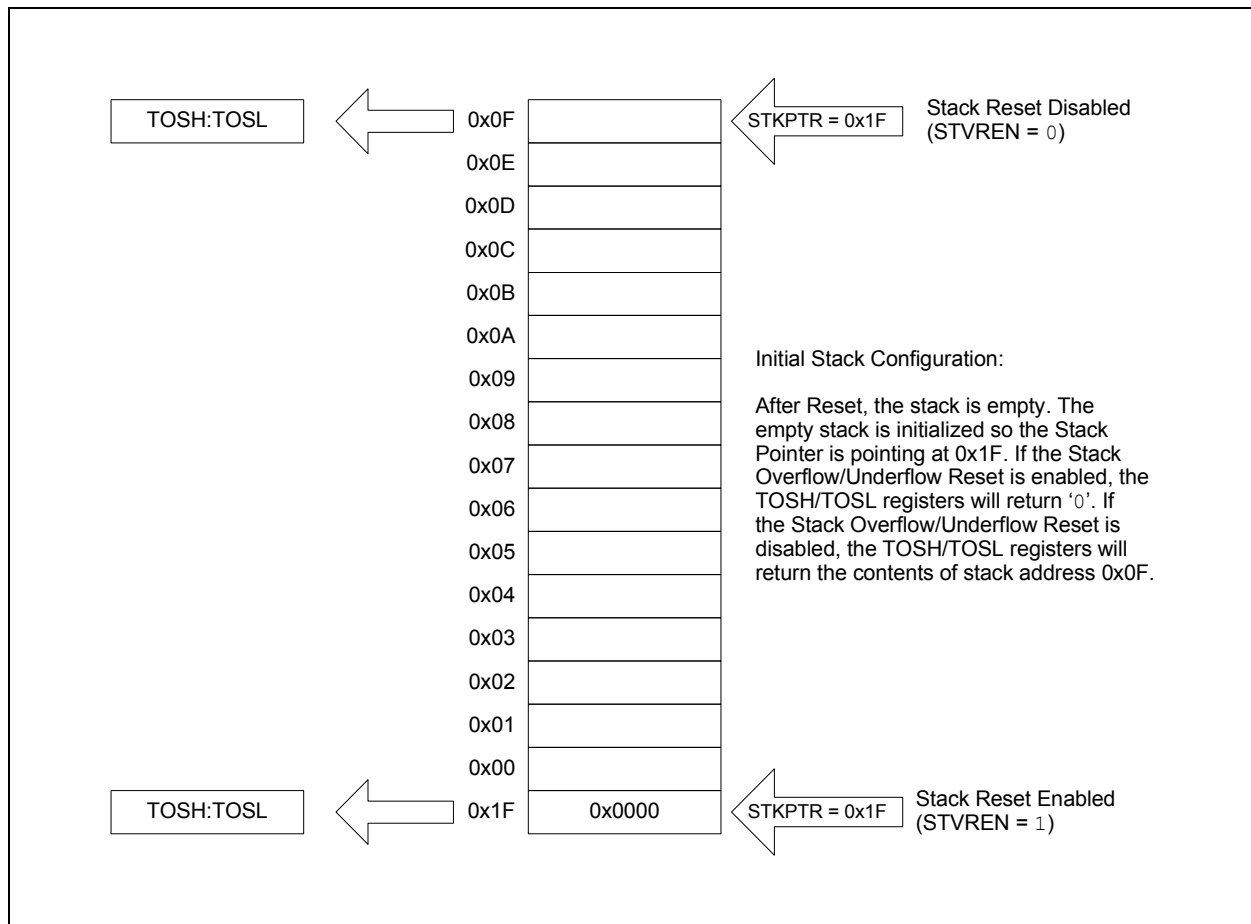 TOSH:TOSL
0x0F
STKPTR = 0x1F
Stack Reset Disabled
(STVREN = 0)
0x0E
0x0D
0x0C
0x0B
0x0A
0x09
0x08
0x07
0x06
0x05
0x04
0x03
0x02
0x01
0x00
Initial Stack Configuration:
After Reset, the stack is empty. The
empty stack is initialized so the Stack
Pointer is pointing at 0x1F. If the Stack
Overflow/Underflow Reset is enabled, the
TOSH/TOSL registers will return ‘0’. If
the Stack Overflow/Underflow Reset is
disabled, the TOSH/TOSL registers will
return the contents of stack address 0x0F.
TOSH:TOSL
0x1F
0x0000
STKPTR = 0x1F
Stack Reset Enabled
(STVREN = 1)